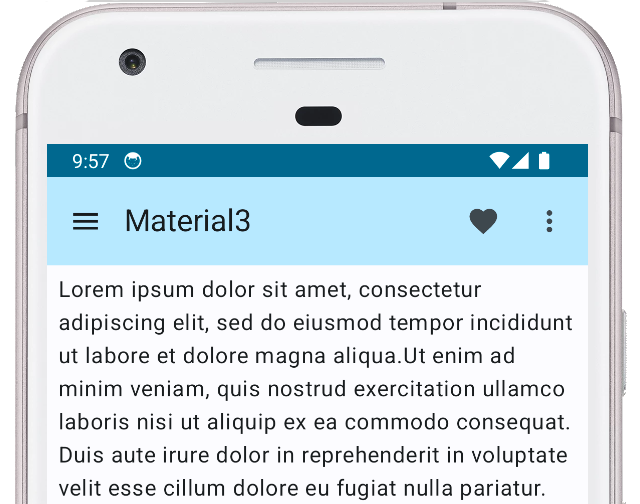 9:57
Material3
Lorem ipsum dolor sit amet, consectetur
adipiscing elit, sed do eiusmod tempor incididunt
ut labore et dolore magna aliqua.Ut enim ad
minim veniam, quis nostrud exercitation ullamco
laboris nisi ut aliquip ex ea commodo consequat.
Duis aute irure dolor in reprehenderit in voluptate
velit esse cillum dolore eu fugiat nulla pariatur.